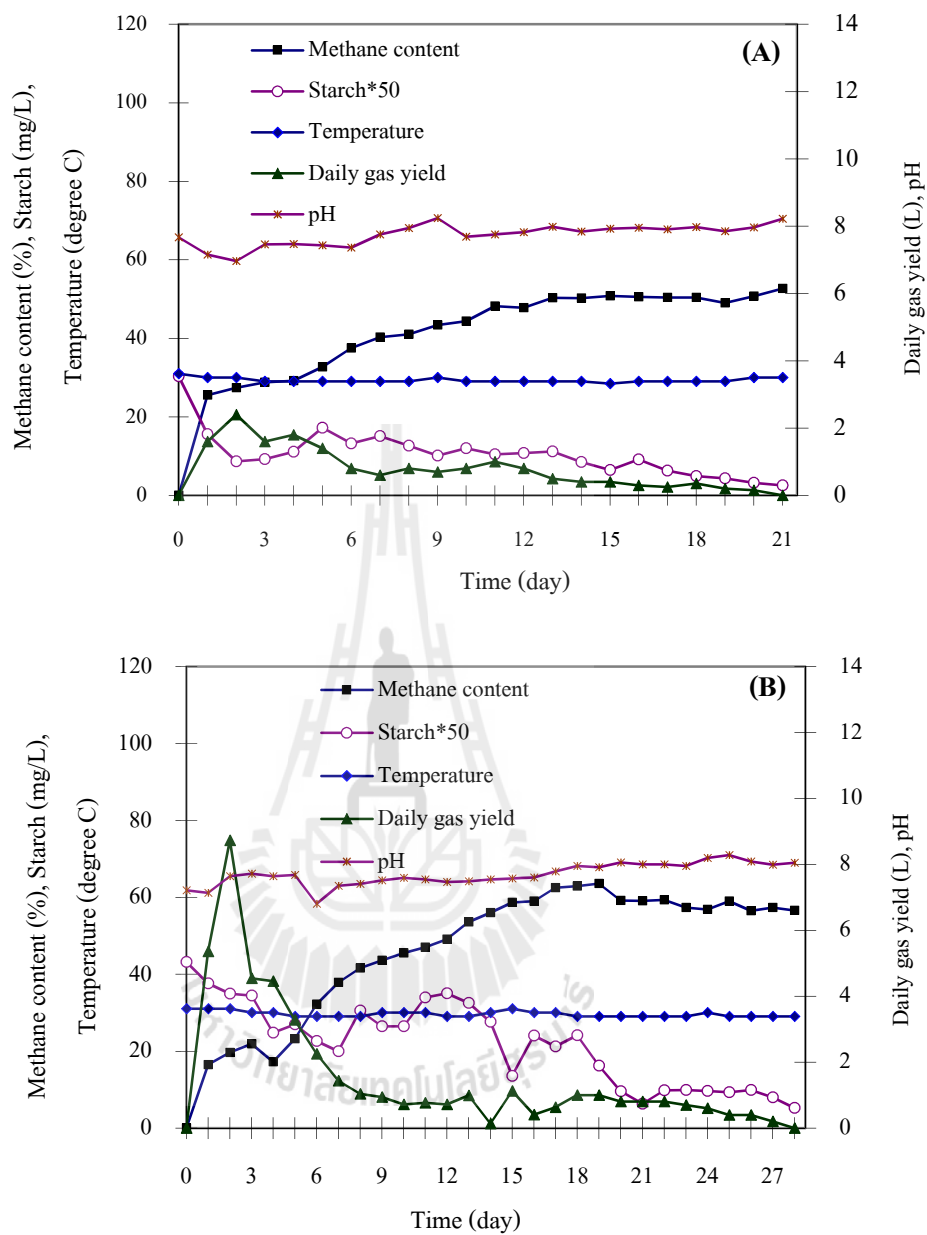 (A)
Methane content
Starch*50
Temperature
Daily gas yield
pH
Methane content (%), Starch (mg/L),
Temperature (degree C)
Daily gas yield (L), pH
0 20 40 60 80 100 120
0 2 4 6 8 10 12 14
0 3 6 9 12 15 18 21
Time (day)
(B)
Methane content
Starch*50
Temperature
Daily gas yield
pH
Methane content (%), Starch (mg/L),
Temperature (degree C)
Daily gas yield (L), pH
0 20 40 60 80 100 120
0 2 4 6 8 10 12 14
0 3 6 9 12 15 18 21 24 27
Time (day)